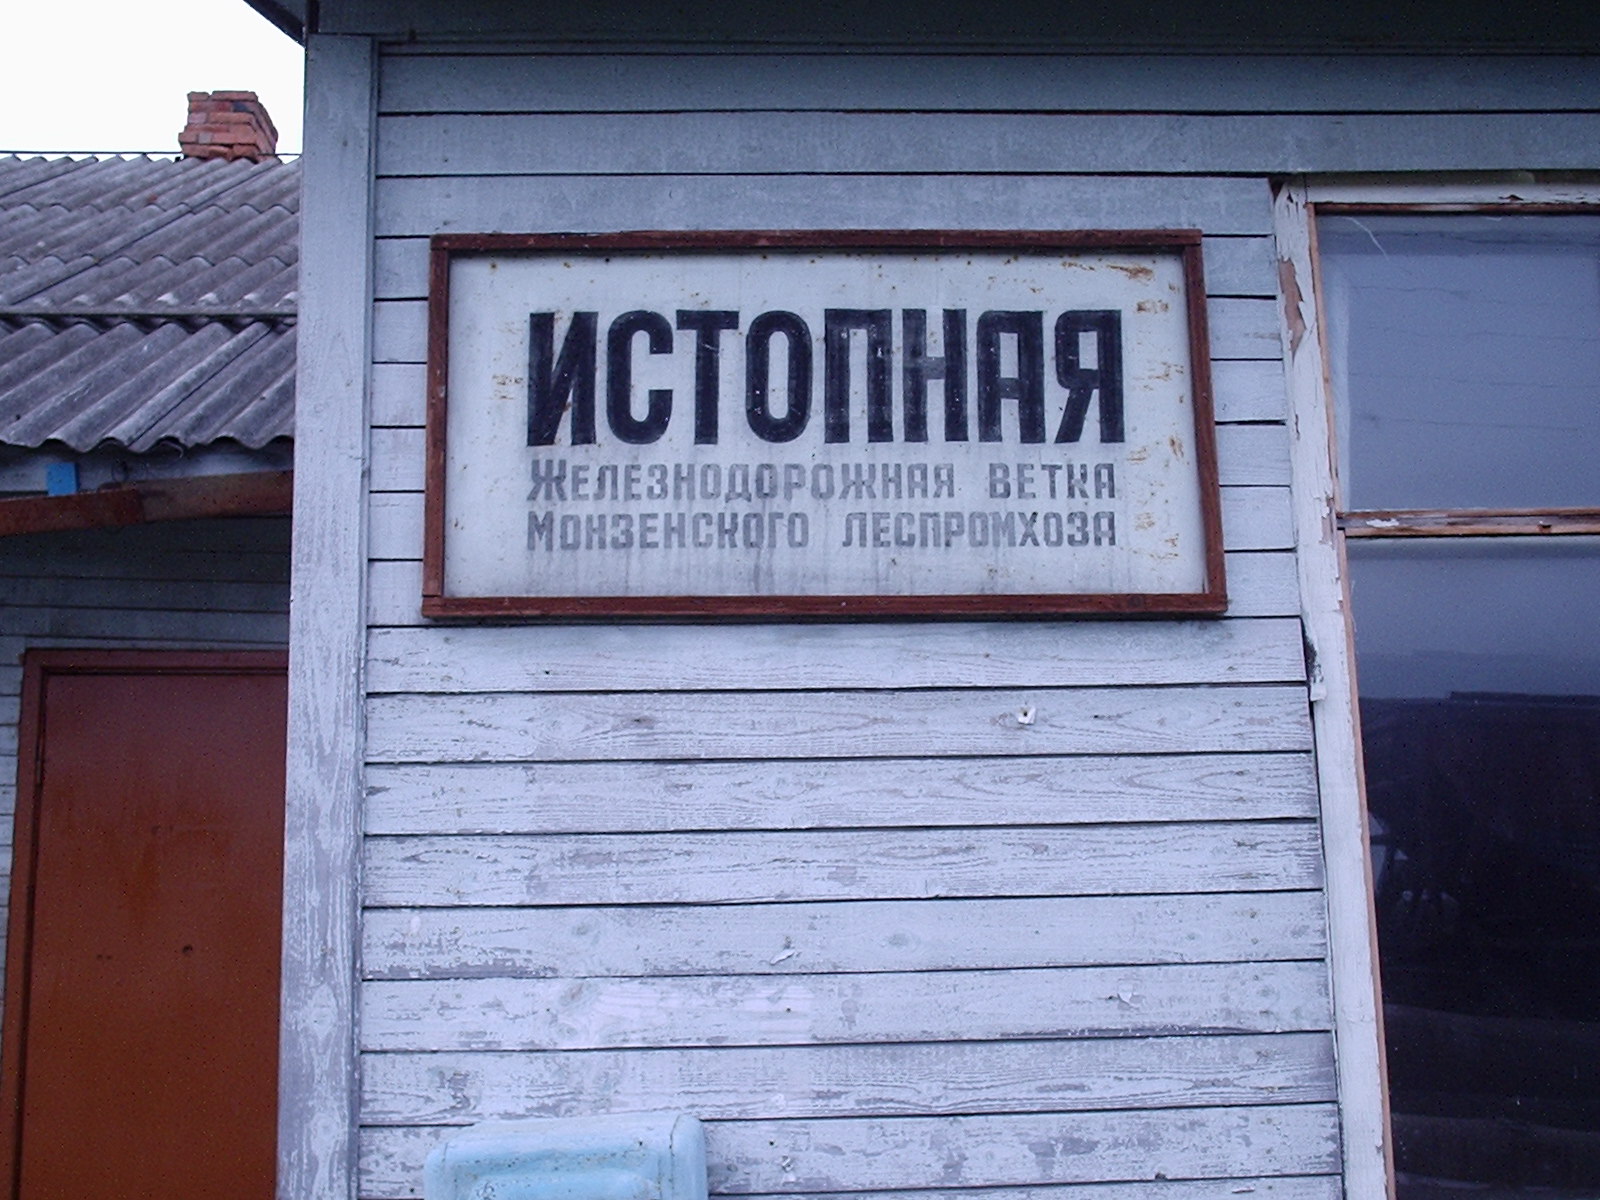 ИСТОПНАЯ
Железнодорожная ветка
Монзенского леспромхоза